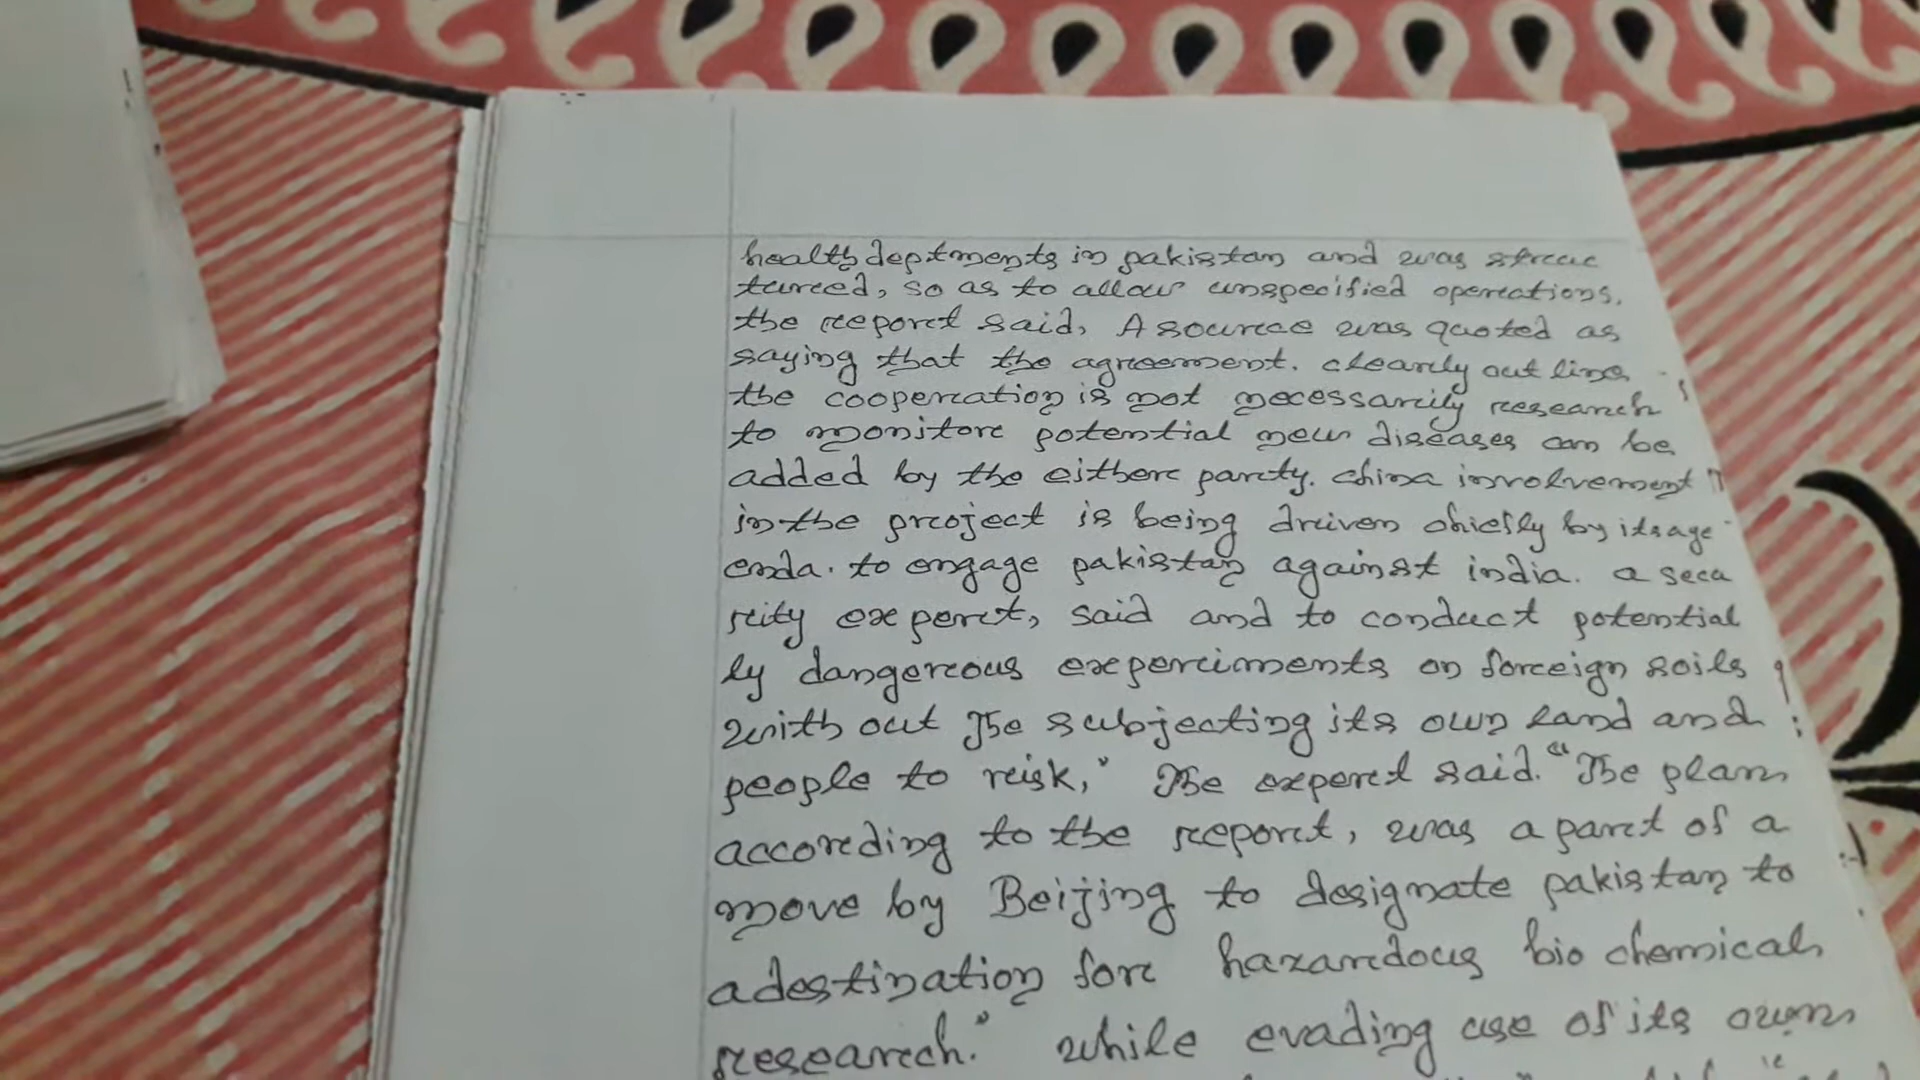 health deptments in pakistan and was struc
tured, so as to allow unspecified operations.
the report said, A source was quoted as
saying that the agreement. clearly out line
the cooperation is not necessarily research
to monitor potential new diseases can be
added by the either party. china involvement
in the project is being driven chiefly by its age
enda. to engage pakistan against india. a secu
rity expert, said and to conduct potential
ly dangerous experiments on foreign soils
with out The subjecting its own land and
people to risk," The expert said. "The plan
according to the report, was a part of a
move by Beijing to designate pakistan to
a destination for hazardous bio chemical
research." while evading use of its own